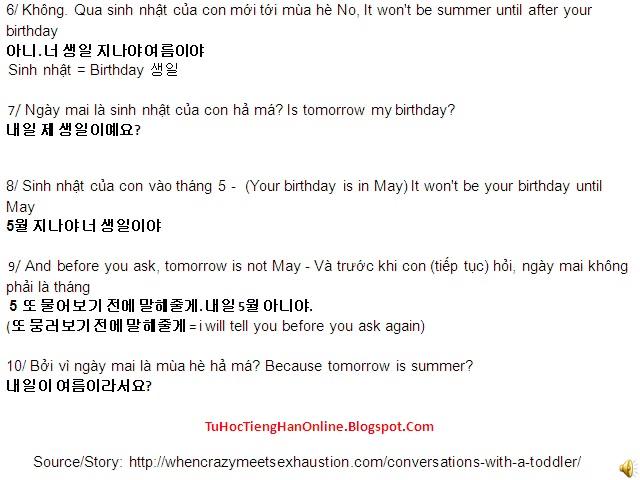 6/ Không. Qua sinh nhật của con mới tới mùa hè No, It won't be summer until after your
birthday
아니. 너 생일 지나야 여름이야
Sinh nhật = Birthday 생일
7/ Ngày mai là sinh nhật của con hả má? Is tomorrow my birthday?
내일 제 생일이예요?
8/ Sinh nhật của con vào tháng 5 - (Your birthday is in May) It won't be your birthday until
May
5월 지나야 너 생일이야
9/ And before you ask, tomorrow is not May - Và trước khi con (tiếp tục) hỏi, ngày mai không
phải là tháng
5 또 물어보기 전에 말해줄게. 내일 5월 아니야.
(또 뭉러보기 전에 말해줄게 = i will tell you before you ask again)
10/ Bởi vì ngày mai là mùa hè hả má? Because tomorrow is summer?
내일이 여름이라서요?
TuHocTiengHanOnline.Blogspot.Com
Source/Story: http://whencrazymeetsexhaustion.com/conversations-with-a-toddler/